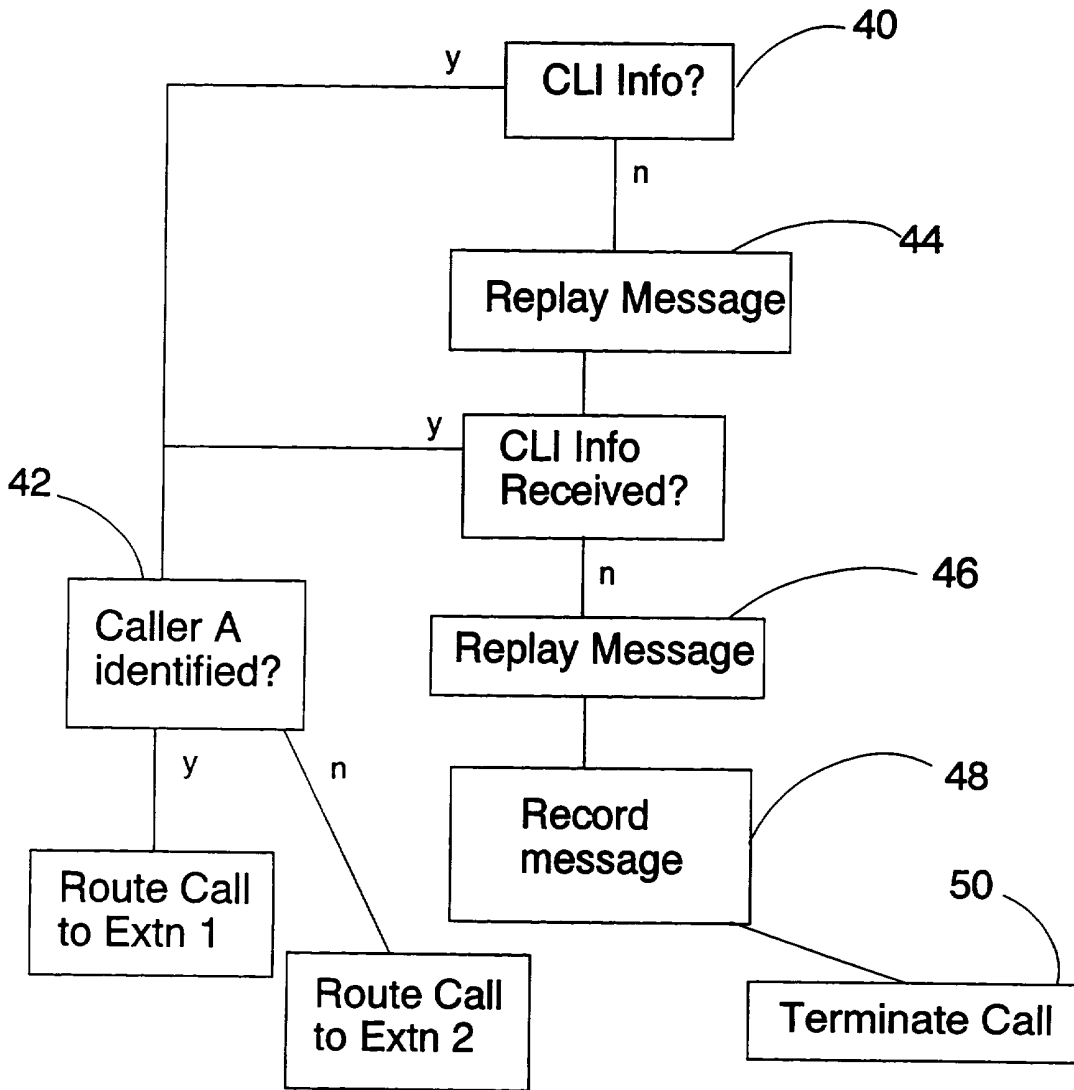 40
y
CLI Info?
n
44
Replay Message
y
CLI Info
Received?
42
n
46
Caller A
identified?
Replay Message
y
n
48
Record
message
50
Route Call
to Extn 1
Route Call
to Extn 2
Terminate Call